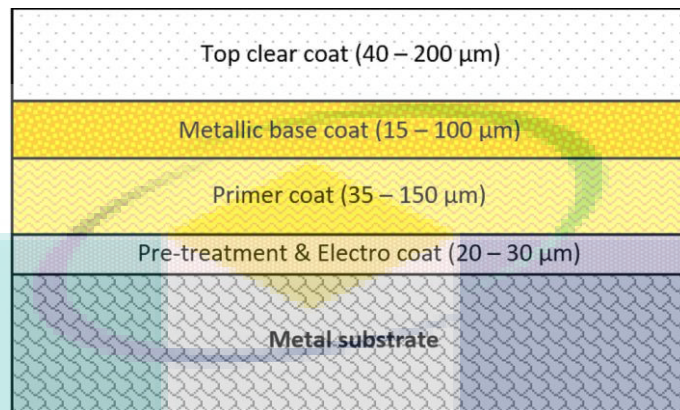 Top clear coat (40 – 200 µm)
Metallic base coat (15 – 100 µm)
Primer coat (35 – 150 µm)
Pre-treatment & Electro coat (20 – 30 µm)
Metal substrate